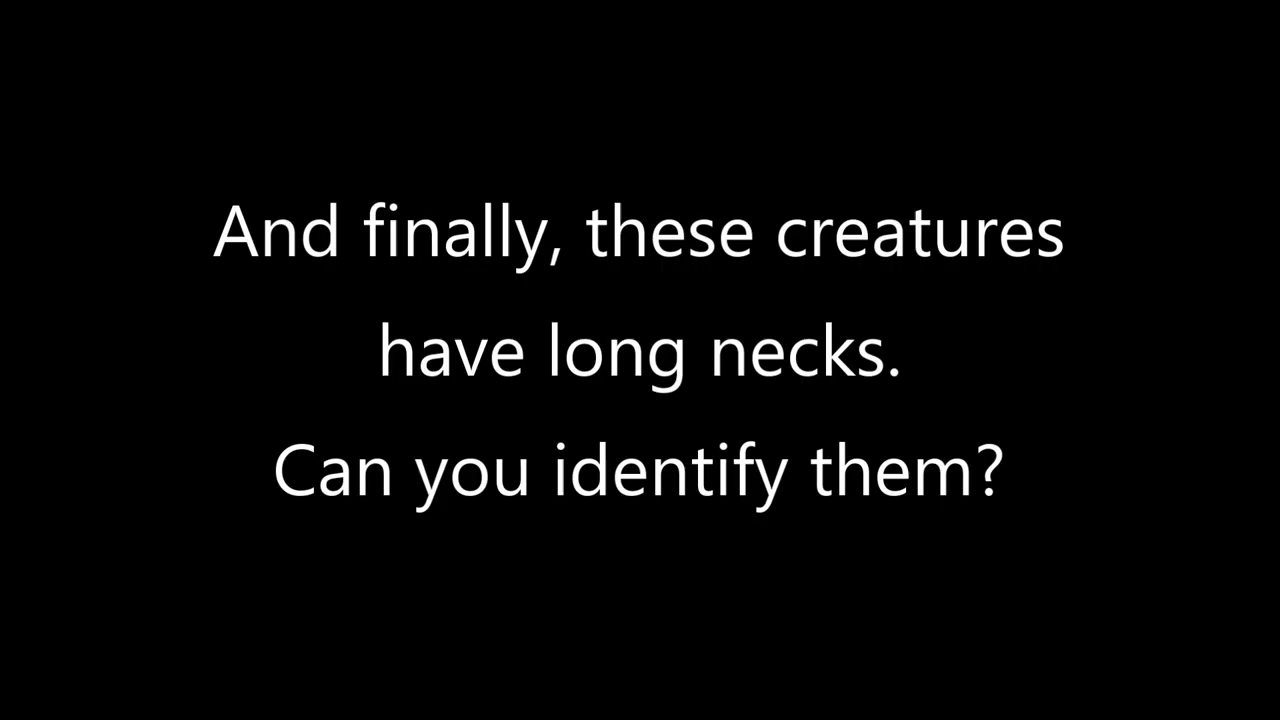 And finally, these creatures
have long necks.
Can you identify them?